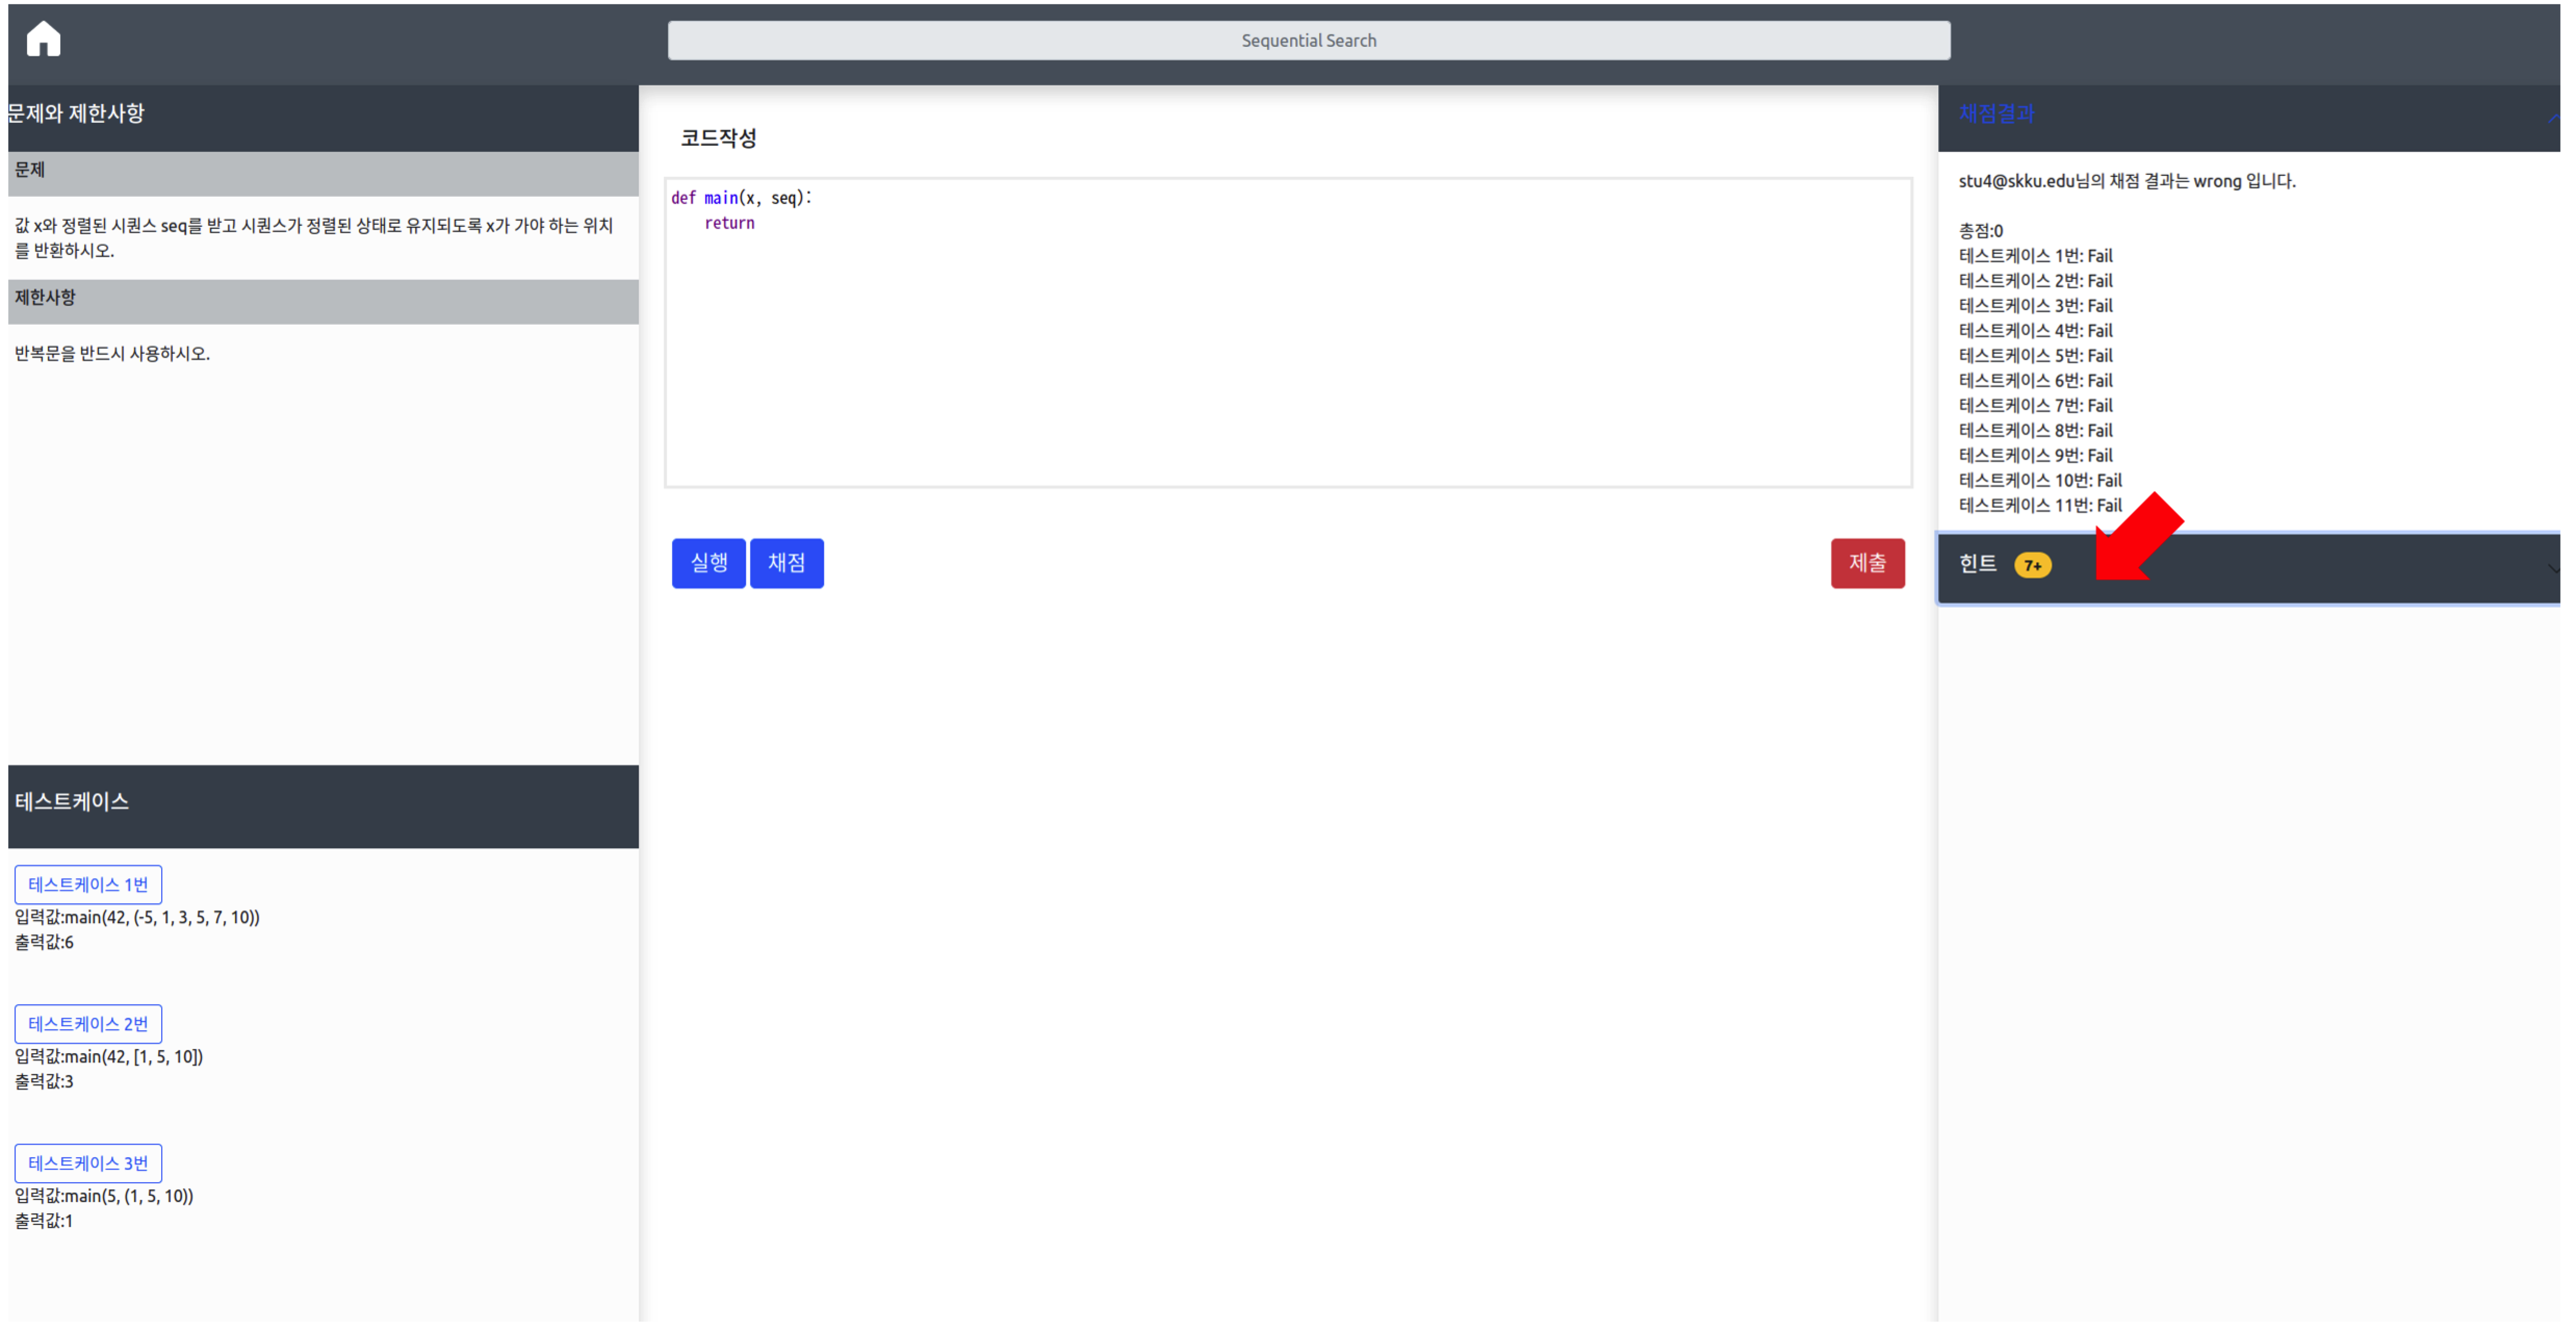 Sequential Search
문제와 제한사항
문제
값 x와 정렬된 시퀀스 seq를 받고 시퀀스가 정렬된 상태로 유지되도록 x가 가야 하는 위치
를 반환하시오.
제한사항
반복문을 반드시 사용하시오.
테스트케이스
테스트케이스 1번
입력값:main(42, (-5, 1, 3, 5, 7, 10))
출력값:6
테스트케이스 2번
입력값:main(42, [1, 5, 10])
출력값:3
테스트케이스 3번
입력값:main(5, (1, 5, 10))
출력값:1
코드작성
def main(x, seq):
    return
실행 채점
제출
채점결과
stu4@skku.edu님의 채점 결과는 wrong 입니다.
총점:0
테스트케이스 1번: Fail
테스트케이스 2번: Fail
테스트케이스 3번: Fail
테스트케이스 4번: Fail
테스트케이스 5번: Fail
테스트케이스 6번: Fail
테스트케이스 7번: Fail
테스트케이스 8번: Fail
테스트케이스 9번: Fail
테스트케이스 10번: Fail
테스트케이스 11번: Fail
힌트 7+